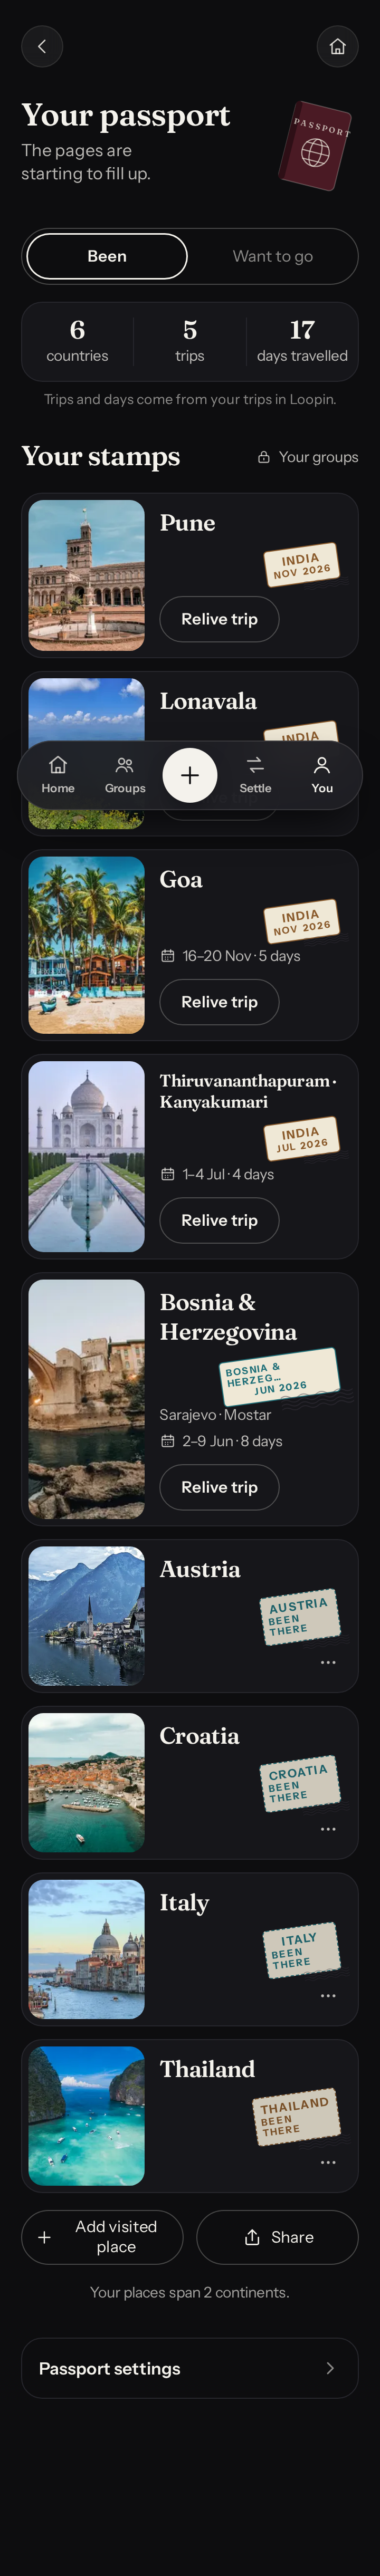 Your passport
PASSPORT
The pages are
starting to fill up.
Been
Want to go
6
countries
5
trips
17
days travelled
Trips and days come from your trips in Loopin.
Your stamps
Your groups
Pune
INDIA
NOV 2026
Relive trip
Lonavala
INDIA
Home
Groups
Settle
You
Goa
INDIA
NOV 2026
16–20 Nov · 5 days
Relive trip
Thiruvananthapuram ·
Kanyakumari
INDIA
JUL 2026
1–4 Jul · 4 days
Relive trip
Bosnia &
Herzegovina
BOSNIA &
HERZEG…
JUN 2026
Sarajevo · Mostar
2–9 Jun · 8 days
Relive trip
Austria
AUSTRIA
BEEN
THERE
Croatia
CROATIA
BEEN
THERE
Italy
ITALY
BEEN
THERE
Thailand
THAILAND
BEEN
THERE
Add visited
place
Share
Your places span 2 continents.
Passport settings